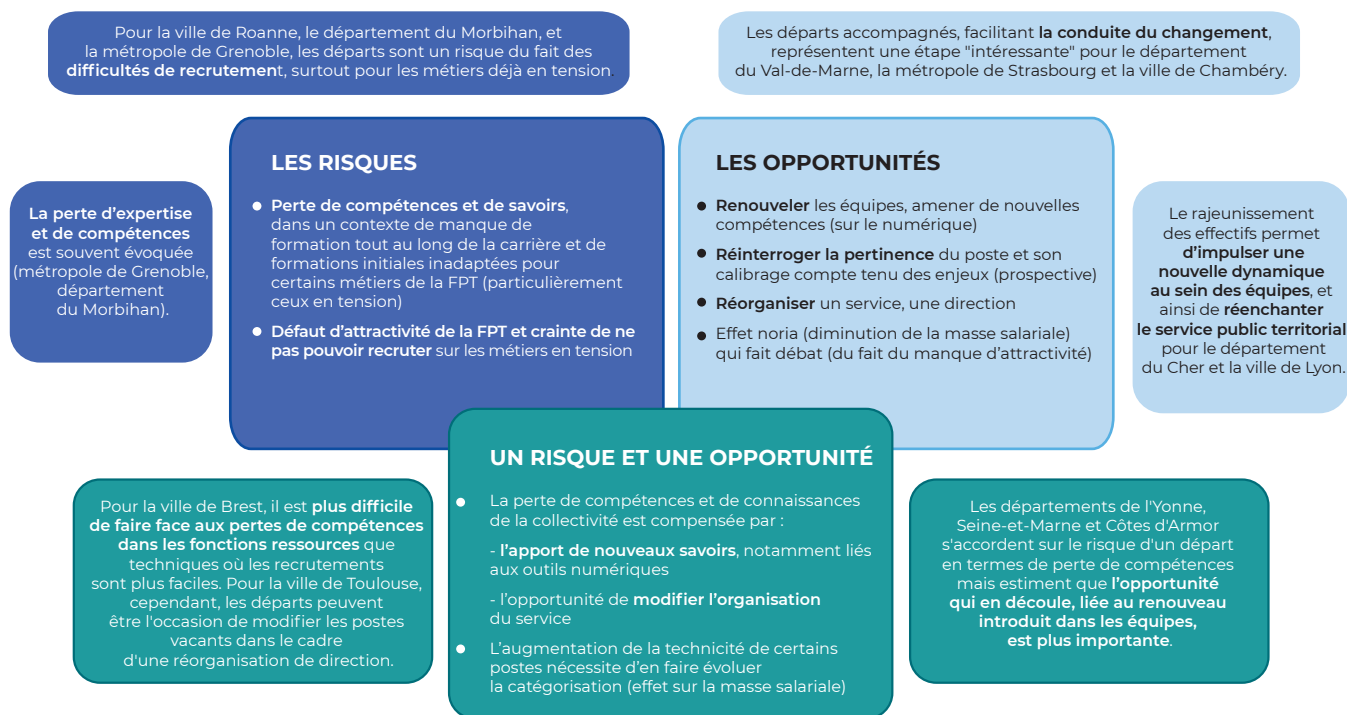 Pour la ville de Roanne, le département du Morbihan, et
la métropole de Grenoble, les départs sont un risque du fait des
difficultés de recrutement, surtout pour les métiers déjà en tension.
Les départs accompagnés, facilitant la conduite du changement,
représentent une étape "intéressante" pour le département
du Val-de-Marne, la métropole de Strasbourg et la ville de Chambéry.
La perte d'expertise
et de compétences
est souvent évoquée
(métropole de Grenoble,
département
du Morbihan).
LES RISQUES
• Perte de compétences et de savoirs,
dans un contexte de manque de
formation tout au long de la carrière et de
formations initiales inadaptées pour
certains métiers de la FPT (particulièrement
ceux en tension)
• Défaut d'attractivité de la FPT et crainte de ne
pas pouvoir recruter sur les métiers en tension
LES OPPORTUNITÉS
• Renouveler les équipes, amener de nouvelles
compétences (sur le numérique)
• Réinterroger la pertinence du poste et son
calibrage compte tenu des enjeux (prospective)
• Réorganiser un service, une direction
• Effet noria (diminution de la masse salariale)
qui fait débat (du fait du manque d'attractivité)
Le rajeunissement
des effectifs permet
d'impulser une
nouvelle dynamique
au sein des équipes, et
ainsi de réenchanter
le service public territorial
pour le département
du Cher et la ville de Lyon.
Pour la ville de Brest, il est plus difficile
de faire face aux pertes de compétences
dans les fonctions ressources que
techniques où les recrutements
sont plus faciles. Pour la ville de Toulouse,
cependant, les départs peuvent
être l'occasion de modifier les postes
vacants dans le cadre
d'une réorganisation de direction.
UN RISQUE ET UNE OPPORTUNITÉ
• La perte de compétences et de connaissances
de la collectivité est compensée par :
- l'apport de nouveaux savoirs, notamment liés
aux outils numériques
- l'opportunité de modifier l'organisation
du service
• L'augmentation de la technicité de certains
postes nécessite d'en faire évoluer
la catégorisation (effet sur la masse salariale)
Les départements de l'Yonne,
Seine-et-Marne et Côtes d'Armor
s'accordent sur le risque d'un départ
en termes de perte de compétences
mais estiment que l'opportunité
qui en découle, liée au renouveau
introduit dans les équipes,
est plus importante.